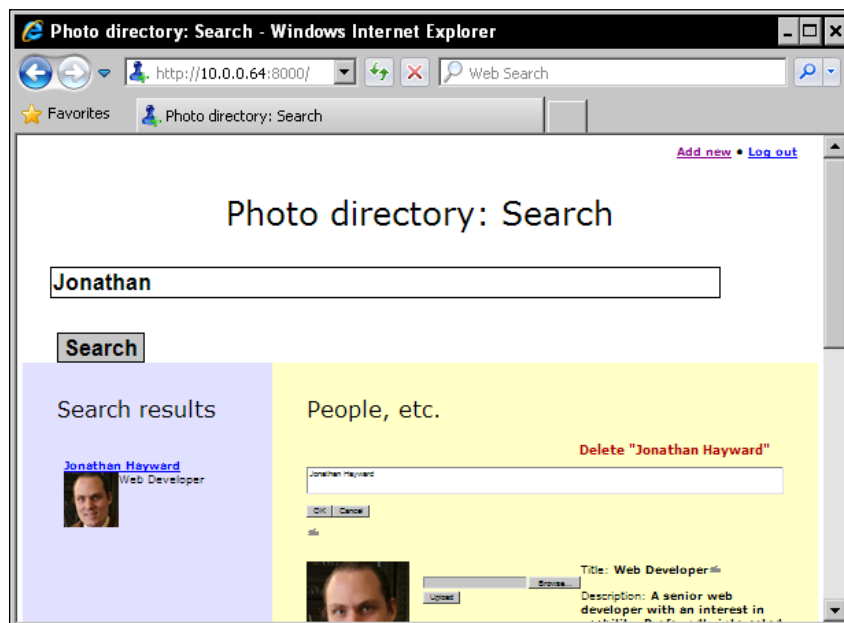 Photo directory: Search - Windows Internet Explorer
http://10.0.0.64:8000/
Web Search
Favorites
Photo directory: Search
Add new • Log out
Photo directory: Search
Jonathan
Search
Search results
People, etc.
Delete "Jonathan Hayward"
Jonathan Hayward
Web Developer
Jonathan Hayward
OK Cancel
Browse...
Upload
Title: Web Developer
Description: A senior web
developer with an interest in